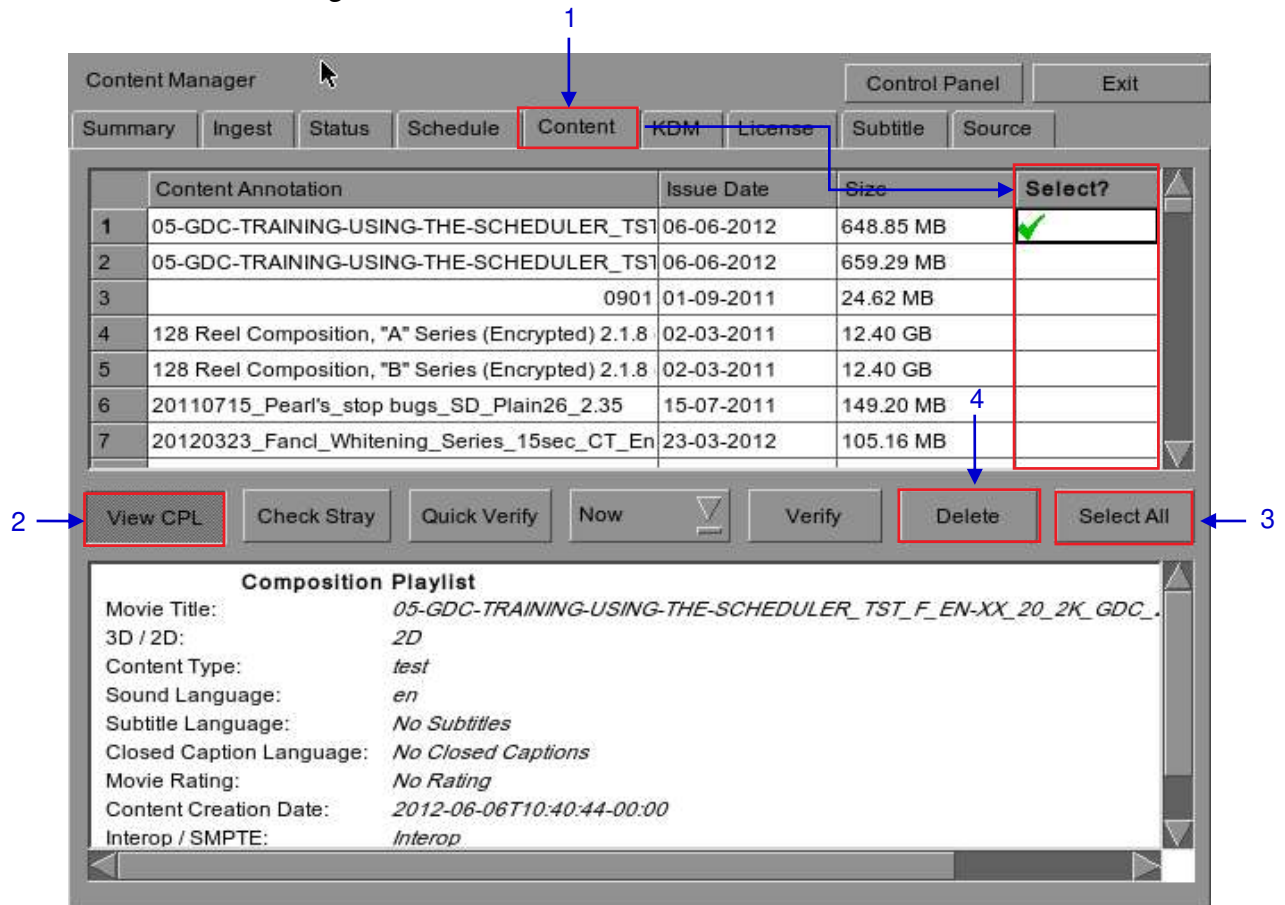 1
Content Manager Control Panel Exit
Summary Ingest Status Schedule Content KDM License Subtitle Source
Content Annotation Issue Date Size Select?
1 05-GDC-TRAINING-USING-THE-SCHEDULER_TST 06-06-2012 648.85 MB
2 05-GDC-TRAINING-USING-THE-SCHEDULER_TST 06-06-2012 659.29 MB
3 0901 01-09-2011 24.62 MB
4 128 Reel Composition, "A" Series (Encrypted) 2.1.8 02-03-2011 12.40 GB
5 128 Reel Composition, "B" Series (Encrypted) 2.1.8 02-03-2011 12.40 GB
6 20110715_Pearl's_stop bugs_SD_Plain26_2.35 15-07-2011 149.20 MB
4
7 20120323_Fancl_Whitening_Series_15sec_CT_En 23-03-2012 105.16 MB
2 View CPL Check Stray Quick Verify Now Verify Delete Select All 3
Composition Playlist
Movie Title: 05-GDC-TRAINING-USING-THE-SCHEDULER_TST_F_EN-XX_20_2K_GDC_
3D / 2D: 2D
Content Type: test
Sound Language: en
Subtitle Language: No Subtitles
Closed Caption Language: No Closed Captions
Movie Rating: No Rating
Content Creation Date: 2012-06-06T10:40:44-00:00
Interop / SMPTE: Interop